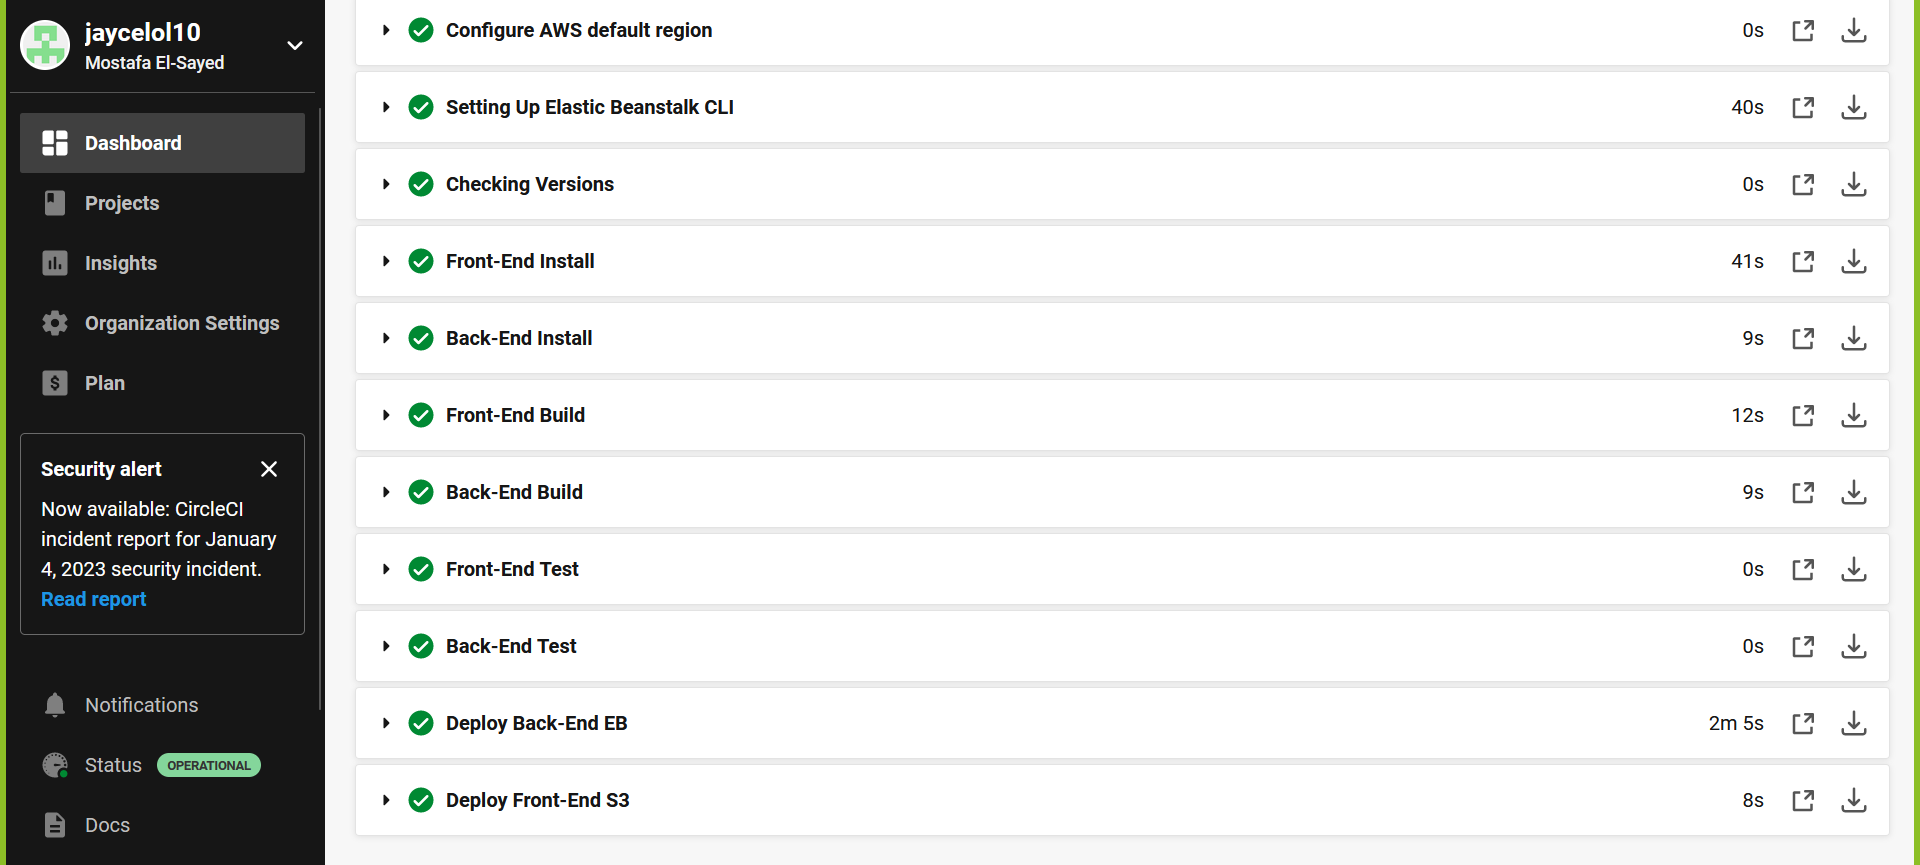 jaycelol10
Mostafa El-Sayed
Dashboard
Projects
Insights
Organization Settings
Plan
Security alert
Now available: CircleCI
incident report for January
4, 2023 security incident.
Read report
Notifications
Status OPERATIONAL
Docs
Configure AWS default region 0s
Setting Up Elastic Beanstalk CLI 40s
Checking Versions 0s
Front-End Install 41s
Back-End Install 9s
Front-End Build 12s
Back-End Build 9s
Front-End Test 0s
Back-End Test 0s
Deploy Back-End EB 2m 5s
Deploy Front-End S3 8s